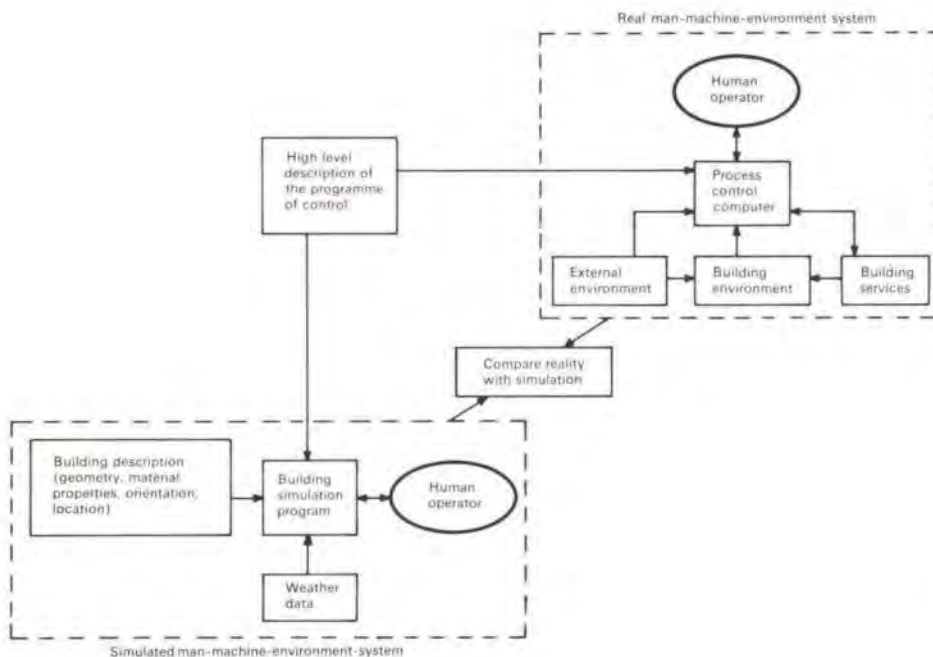 Real man-machine-environment system
Human
operator
High level
description of
the programme
of control
Process
control
computer
External
environment
Building
environment
Building
services
Compare reality
with simulation
Building description
(geometry, material
properties, orientation,
location)
Building
simulation
program
Human
operator
Weather
data
Simulated man-machine-environment-system